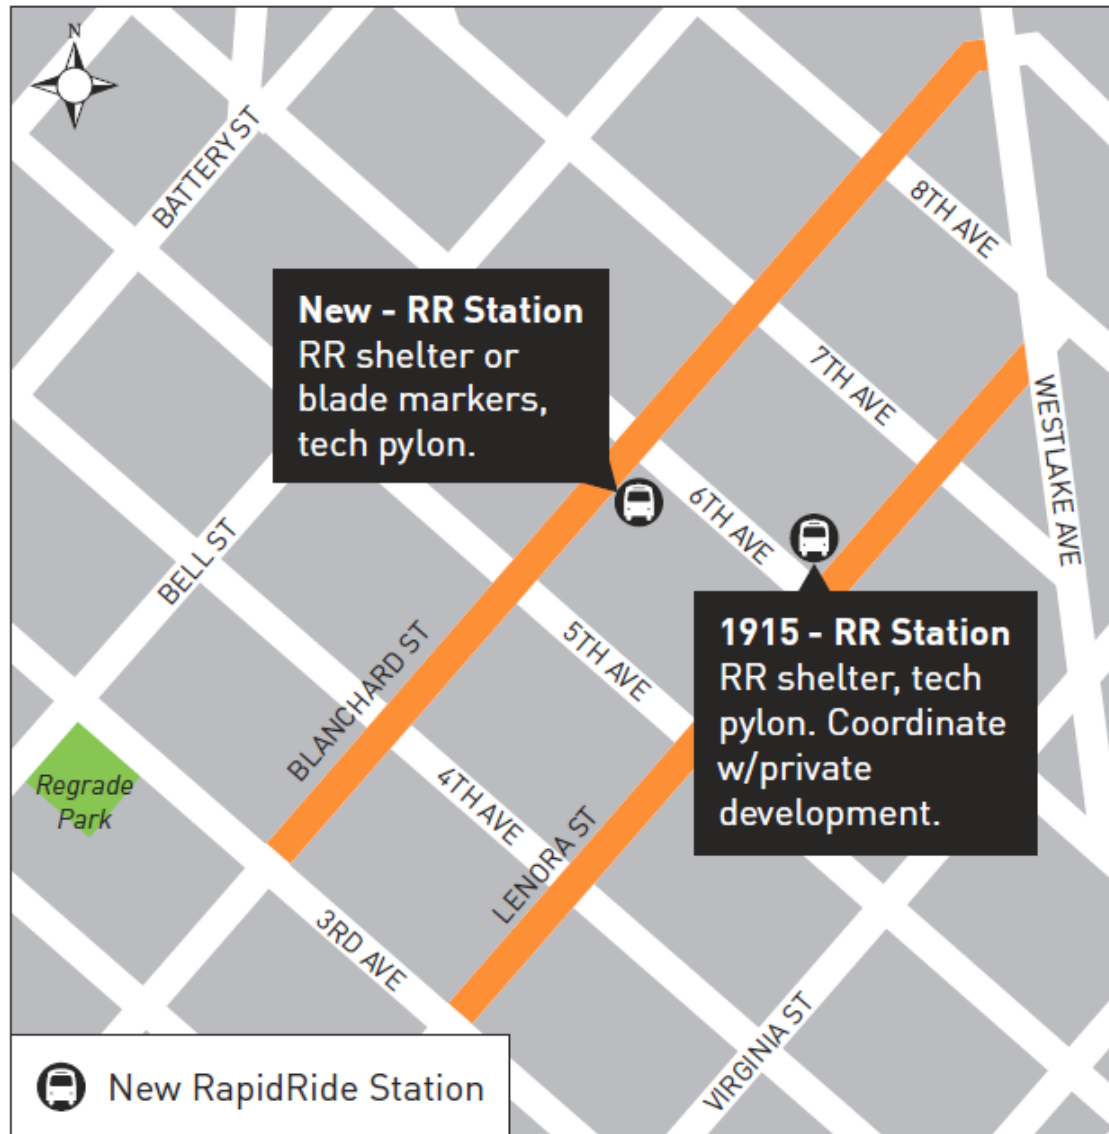 N
BATTERY ST
8TH AVE
New - RR Station
RR shelter or
blade markers,
tech pylon.
7TH AVE
WESTLAKE AVE
6TH AVE
BELL ST
1915 - RR Station
RR shelter, tech
pylon. Coordinate
w/private
development.
5TH AVE
BLANCHARD ST
Regrade
Park
4TH AVE
LENORA ST
3RD AVE
VIRGINIA ST
New RapidRide Station